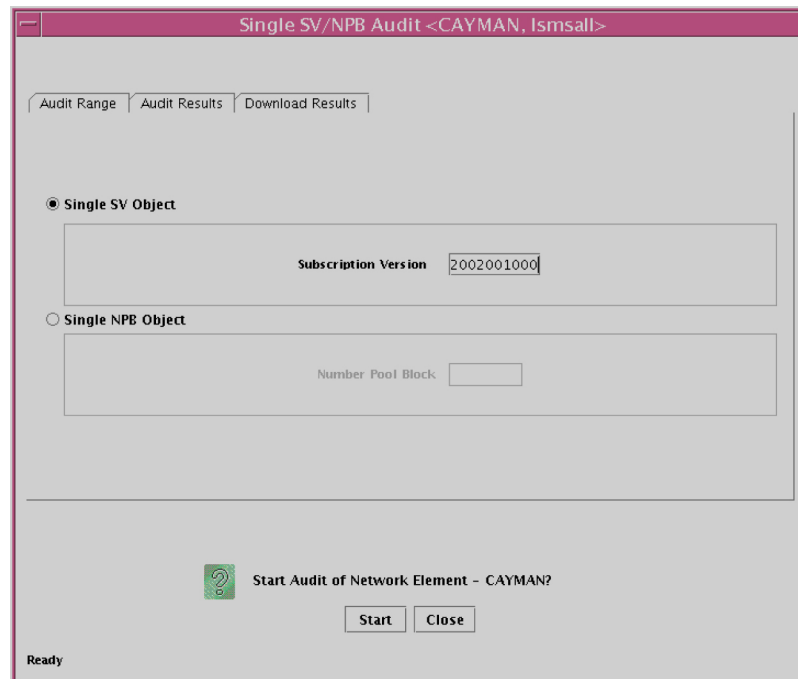 Single SV/NPB Audit <CAYMAN, lsmsall>
Audit Range Audit Results Download Results
Single SV Object
Subscription Version 2002001000
Single NPB Object
Number Pool Block
Start Audit of Network Element - CAYMAN?
Start Close
Ready